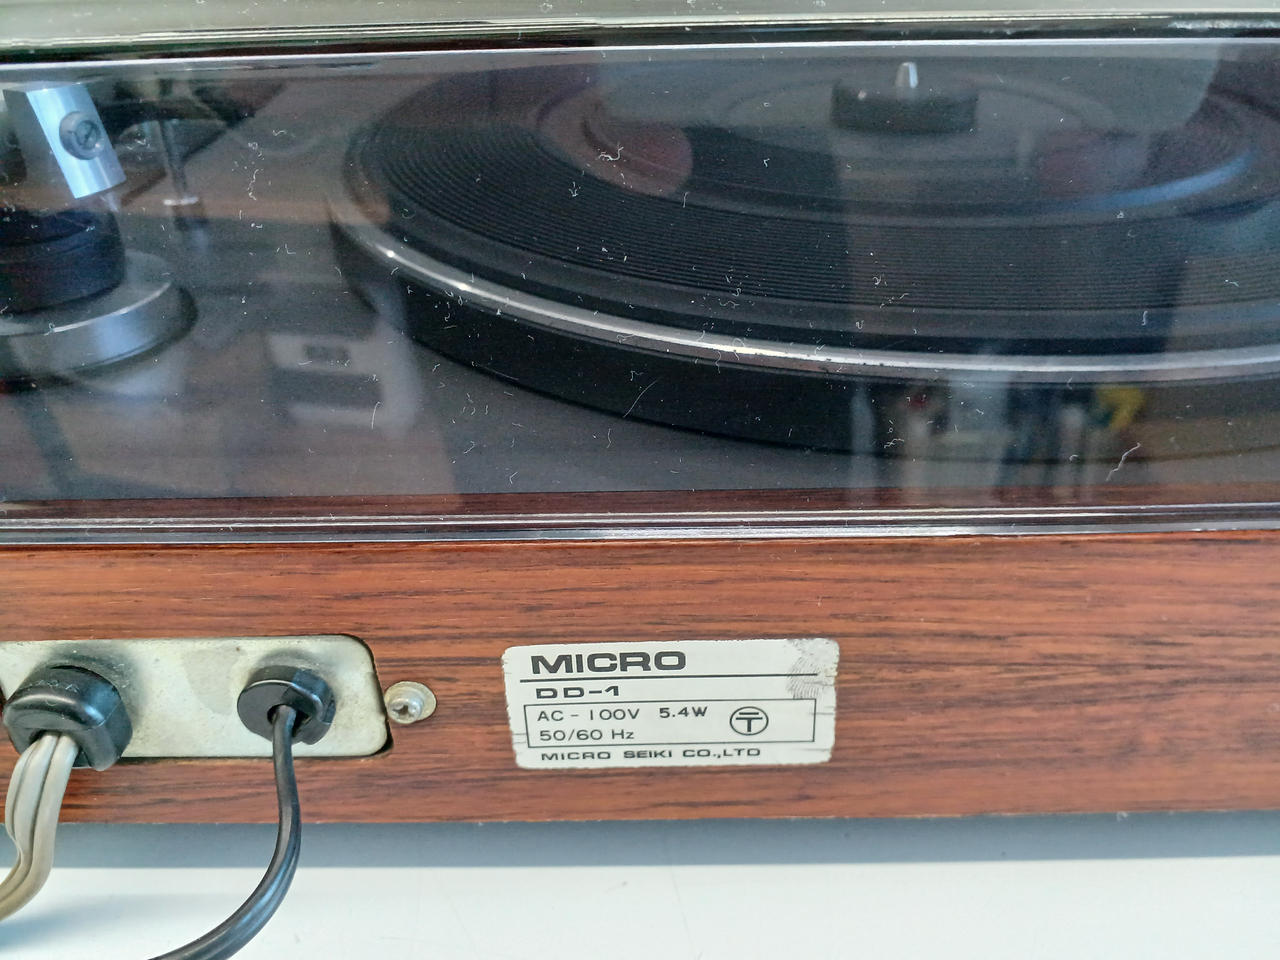 MICRO
DD-1
AC - 100V 5.4W
50/60 Hz
T
MICRO SEIKI CO.,LTD